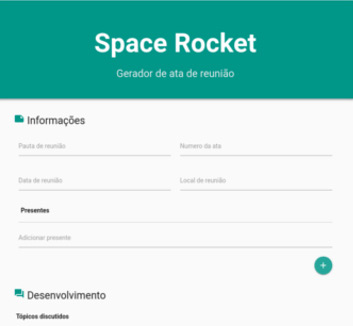 Space Rocket
Gerador de ata de reunião
Informações
Pauta de reunião Numero da ata
Data de reunião Local de reunião
Presentes
Adicionar presente
+
Desenvolvimento
Tópicos discutidos